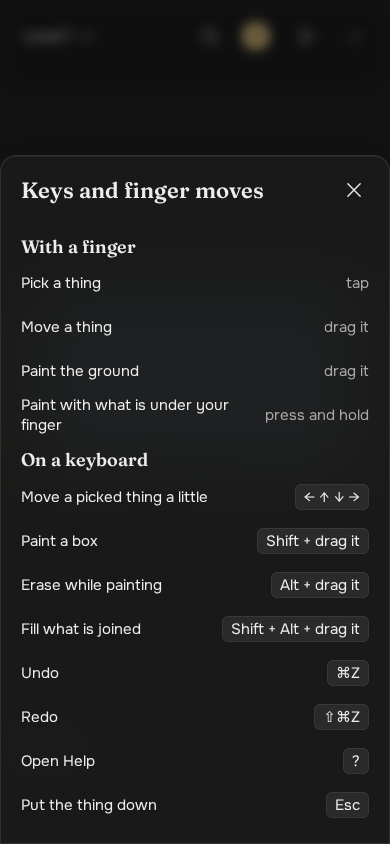 Keys and finger moves
With a finger
Pick a thing tap
Move a thing drag it
Paint the ground drag it
Paint with what is under your finger press and hold
On a keyboard
Move a picked thing a little ← ↑ ↓ →
Paint a box Shift + drag it
Erase while painting Alt + drag it
Fill what is joined Shift + Alt + drag it
Undo ⌘Z
Redo ⇧⌘Z
Open Help ?
Put the thing down Esc